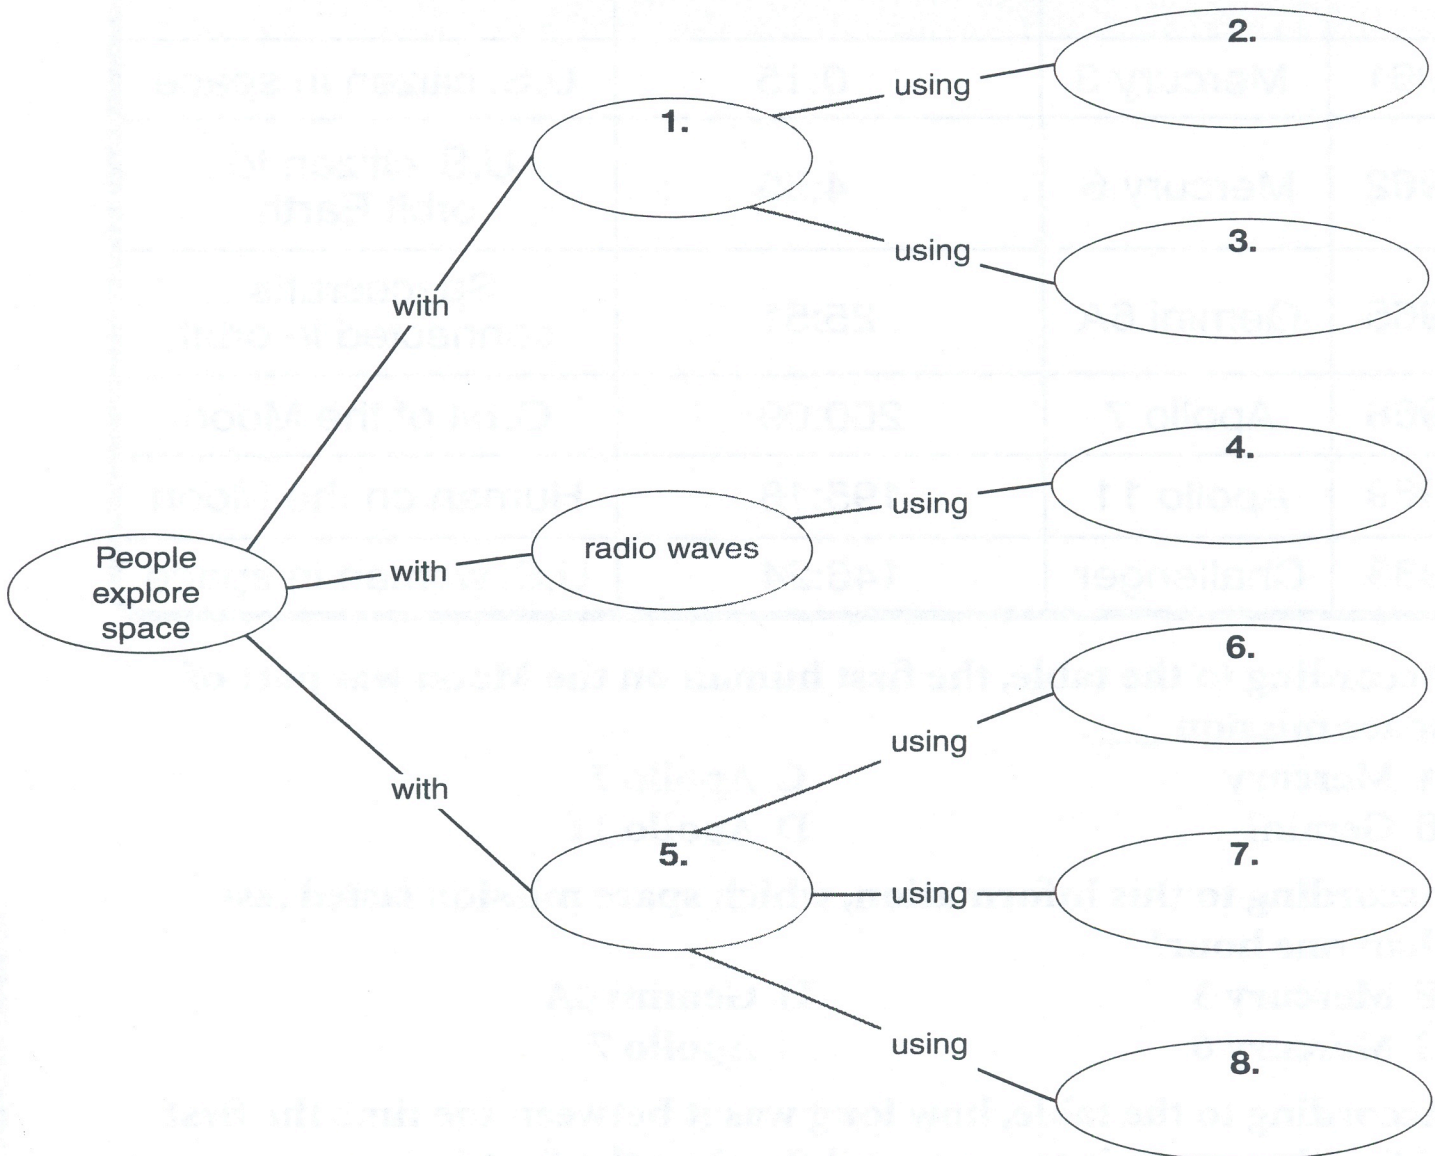 2.
using
1.
using
3.
with
4.
using
radio waves
with
People
explore
space
6.
using
with
5.
using
7.
using
8.